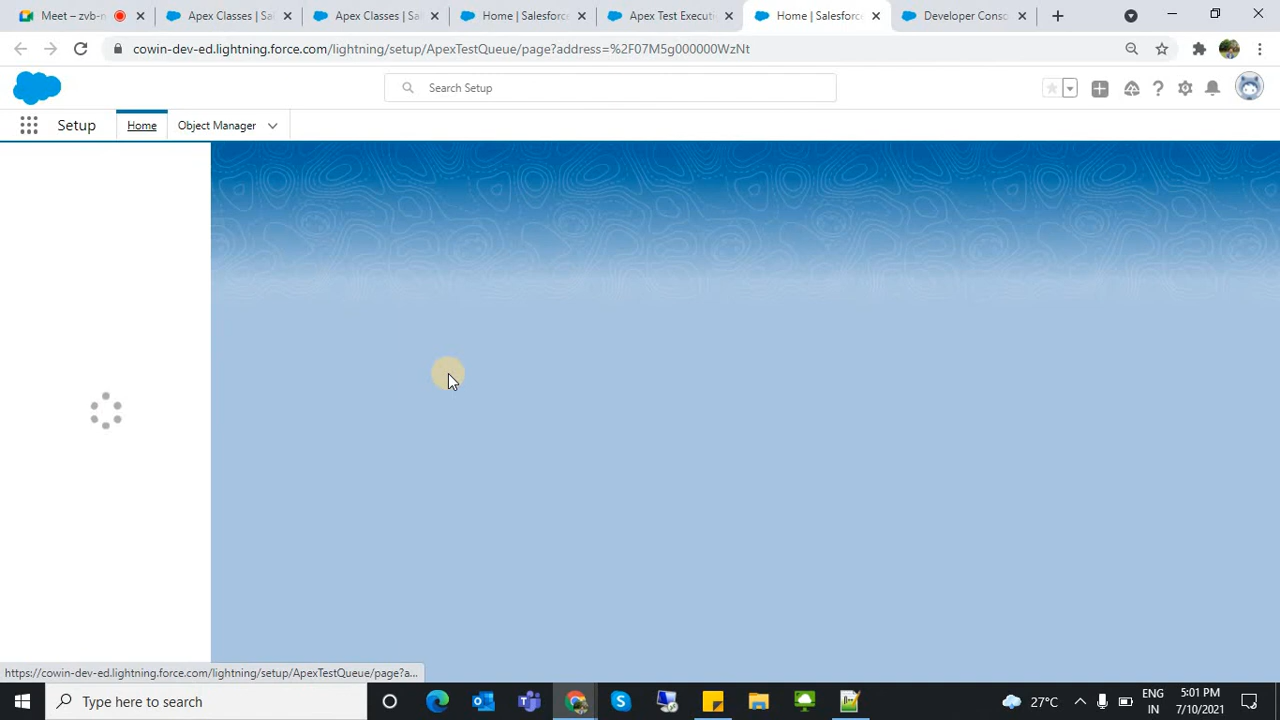 Meet – zvb-n
Apex Classes | Sa
Apex Classes | Sa
Home | Salesforc
Apex Test Execut
Home | Salesforc
Developer Consc
cowin-dev-ed.lightning.force.com/lightning/setup/ApexTestQueue/page?address=%2F07M5g000000WzNt
Search Setup
Setup
Home
Object Manager
https://cowin-dev-ed.lightning.force.com/lightning/setup/ApexTestQueue/page?a...
Type here to search
27°C
ENG
IN
5:01 PM
7/10/2021